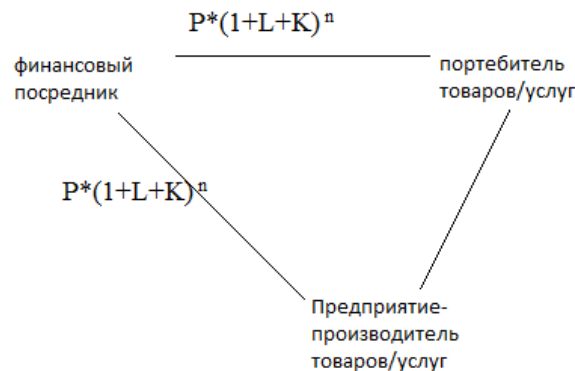 P*(1+L+K)ⁿ
финансовый
посредник
портебитель
товаров/услуг
P*(1+L+K)ⁿ
Предприятие-
производитель
товаров/услуг